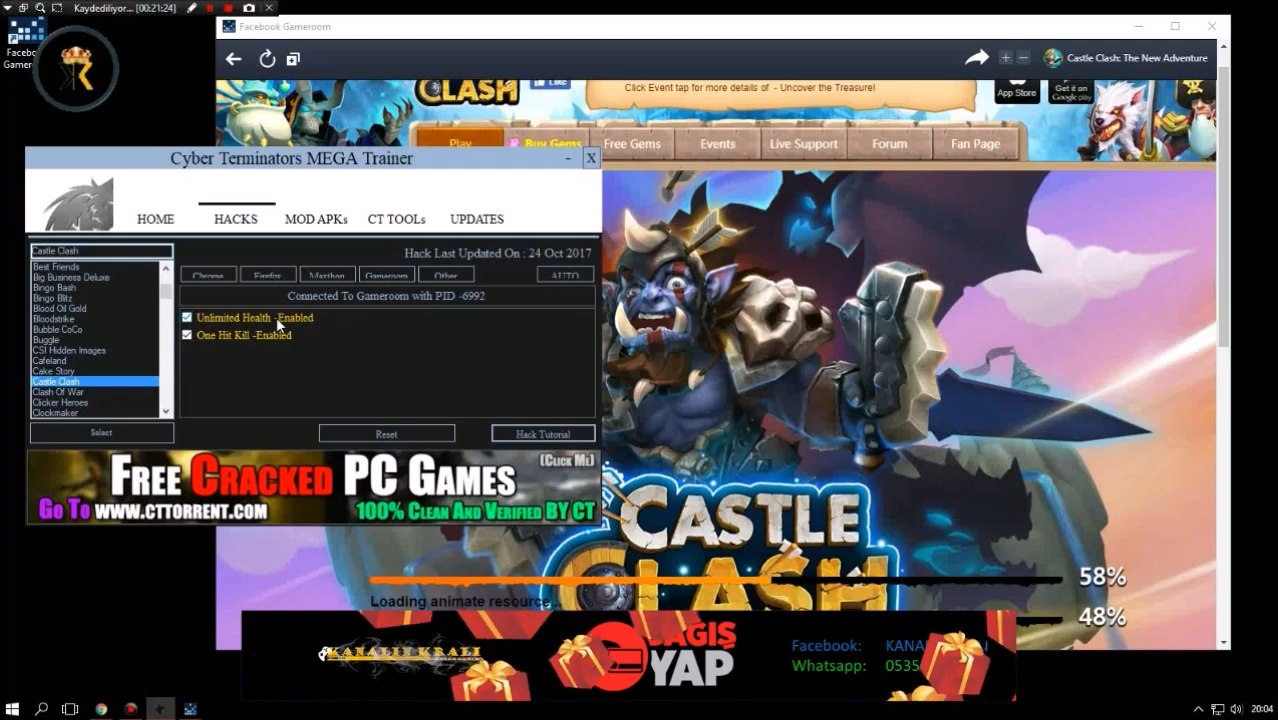 Kaydediliyor... [00:21:24]
Facebook Gameroom
Castle Clash: The New Adventure
CLASH
Like
Click Event tap for more details of - Uncover the Treasure!
App Store
Get it on
Google play
Play
Buy Gems
Free Gems
Events
Live Support
Forum
Fan Page
Cyber Terminators MEGA Trainer
- X
HOME
HACKS
MOD APKs
CT TOOLs
UPDATES
Castle Clash
Hack Last Updated On : 24 Oct 2017
Best Friends
Big Business Deluxe
Bingo Bash
Bingo Blitz
Blood Oil Gold
Bloodstrike
Bubble CoCo
Buggle
CSI Hidden Images
Cafeland
Cake Story
Castle Clash
Clash Of War
Clicker Heroes
Clockmaker
Chrome
Firefox
Maxthon
Gameroom
Other
AUTO
Connected To Gameroom with PID -6992
Unlimited Health -Enabled
One Hit Kill -Enabled
Select
Reset
Hack Tutorial
FREE CRACKED PC GAMES
(CLICK ME)
GO TO WWW.CTTORRENT.COM
100% CLEAN AND VERIFIED BY CT
CASTLE
CLASH
58%
Loading animate resource...
48%
KANALIN KRALI
YAP
Facebook:
Whatsapp:
20:04